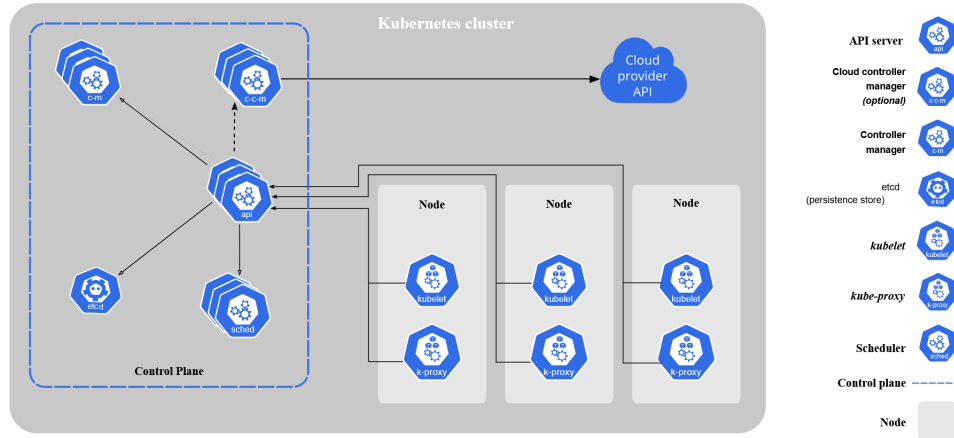 Kubernetes cluster
c-m
c-c-m
Cloud
provider
API
api
etcd
sched
Control Plane
Node
Node
Node
kubelet
kubelet
kubelet
k-proxy
k-proxy
k-proxy
API server
api
Cloud controller
manager
(optional)
c-c-m
Controller
manager
c-m
etcd
(persistence store)
etcd
kubelet
kubelet
kube-proxy
k-proxy
Scheduler
sched
Control plane
Node